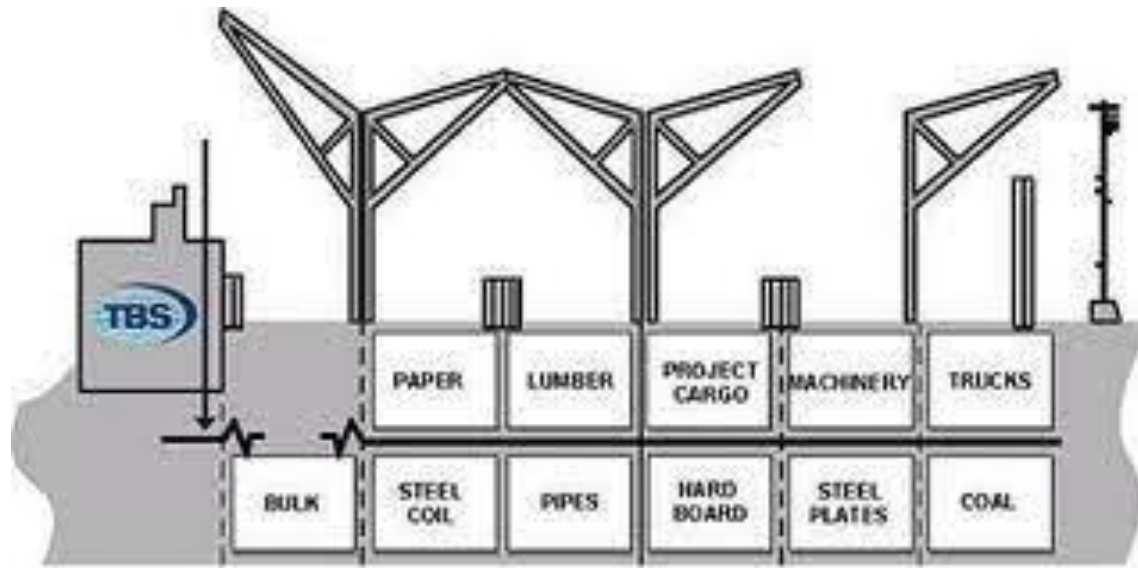 TBS
PAPER
LUMBER
PROJECT
CARGO
MACHINERY
TRUCKS
BULK
STEEL
COIL
PIPES
HARD
BOARD
STEEL
PLATES
COAL